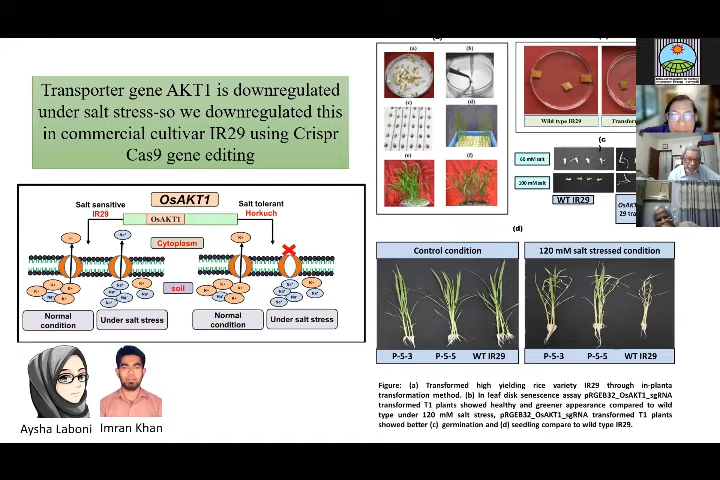 Transporter gene AKT1 is downregulated
under salt stress-so we downregulated this
in commercial cultivar IR29 using Crispr
Cas9 gene editing
OsAKT1
Salt sensitive
IR29
Salt tolerant
Horkuch
OsAKT1
Cytoplasm
soil
Normal
condition
Under salt stress
Normal
condition
Under salt stress
Aysha Laboni
Imran Khan
(a)
(b)
(c)
(d)
(e)
(f)
Wild type IR29
Transform
(c
)
60 mM salt
100 mM salt
WT IR29
OsAK
29 tra
(d)
Control condition
120 mM salt stressed condition
P-5-3 P-5-5 WT IR29
P-5-3 P-5-5 WT IR29
Figure: (a) Transformed high yielding rice variety IR29 through in-planta
transformation method. (b) In leaf disk senescence assay pRGEB32_OsAKT1_sgRNA
transformed T1 plants showed healthy and greener appearance compared to wild
type under 120 mM salt stress, pRGEB32_OsAKT1_sgRNA transformed T1 plants
showed better (c) germination and (d) seedling compare to wild type IR29.